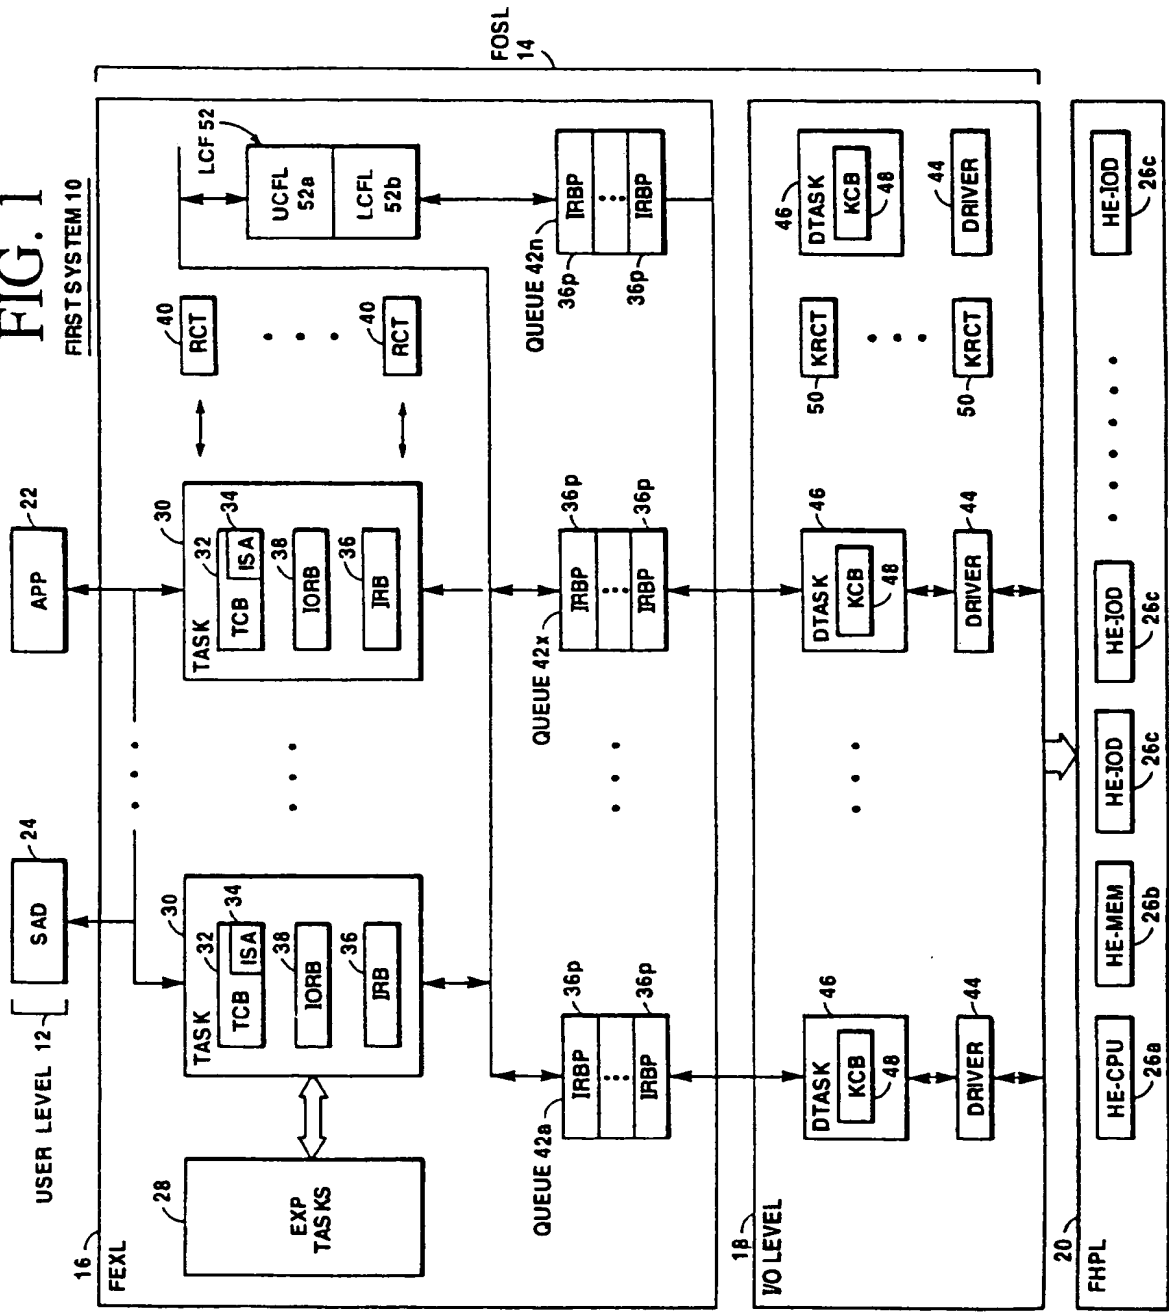 FIG. 1
FIRST SYSTEM 10
USER LEVEL 12
SAD
24
APP
22
16
FEXL
FOSL
14
28
EXP
TASKS
TASK
30
TCB
32
ISA
34
IORB
38
IRB
36
TASK
30
TCB
32
ISA
34
IORB
38
IRB
36
RCT
40
RCT
40
LCF 52
UCFL
52a
LCFL
52b
QUEUE 42a
IRBP
36p
IRBP
36p
QUEUE 42x
IRBP
36p
IRBP
36p
QUEUE 42n
IRBP
36p
IRBP
36p
18
I/O LEVEL
DTASK
46
KCB
48
DRIVER
44
DTASK
46
KCB
48
DRIVER
44
KRCT
50
KRCT
50
DTASK
46
KCB
48
DRIVER
44
20
FHPL
HE-CPU
26a
HE-MEM
26b
HE-IOD
26c
HE-IOD
26c
HE-IOD
26c